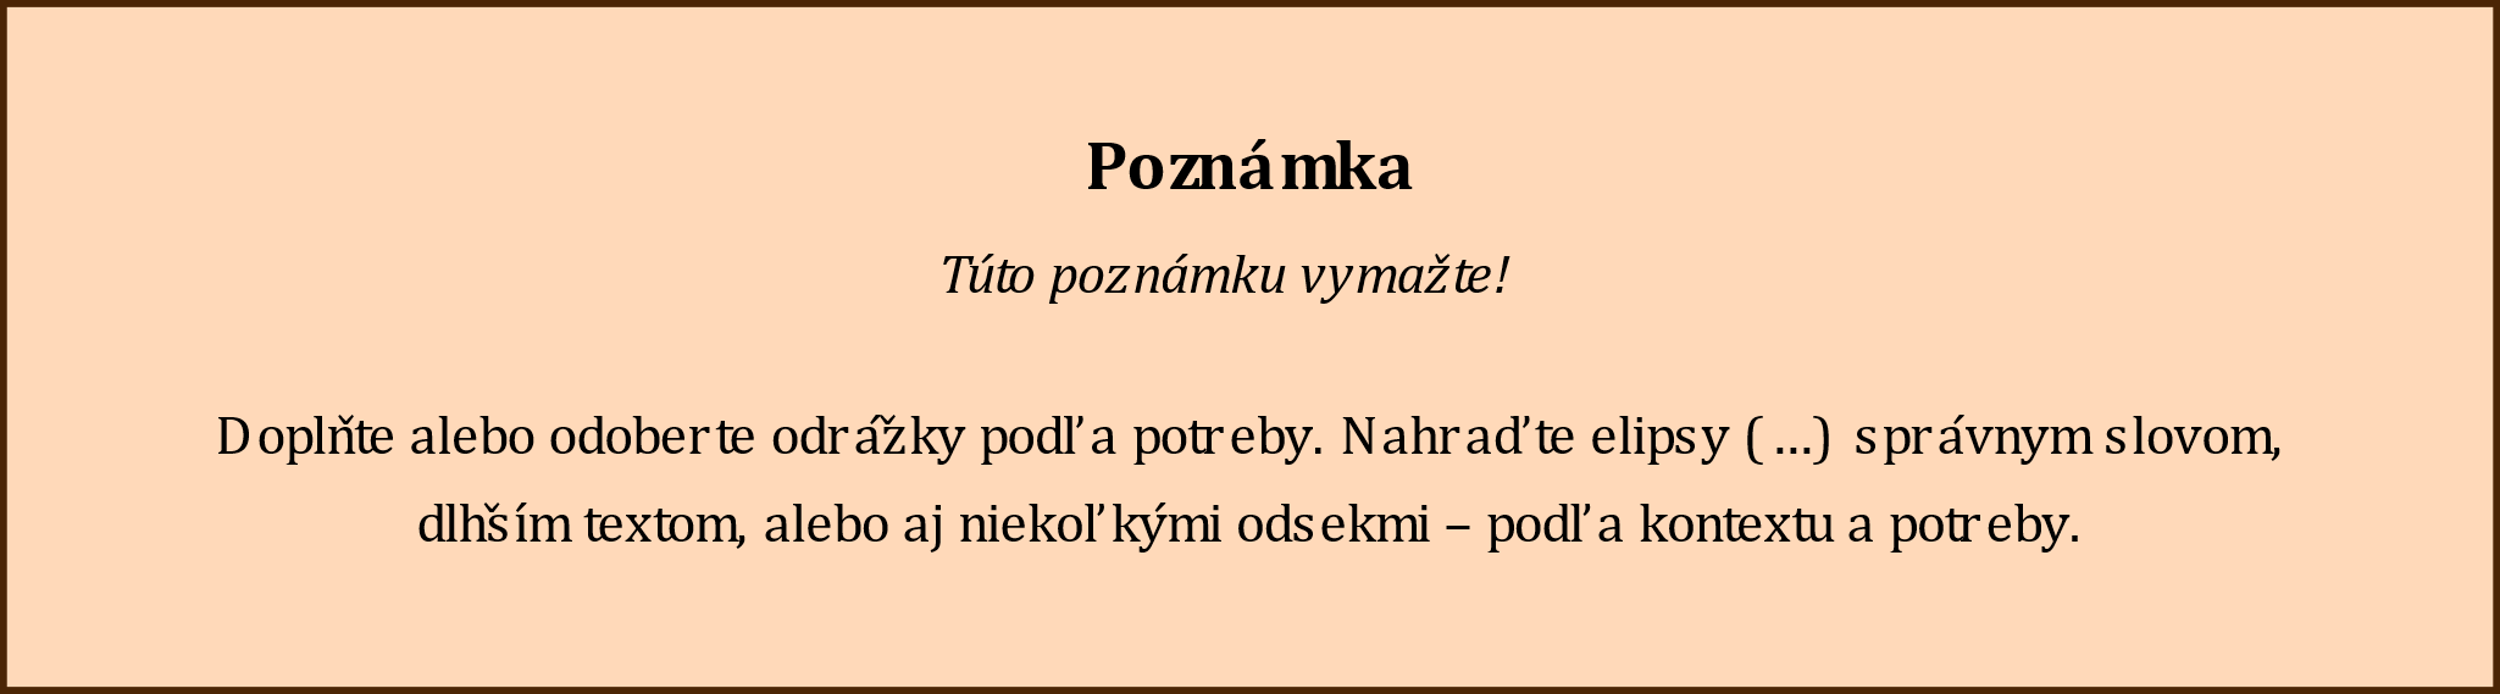 Poznámka
Túto poznámku vymažte!
Doplňte alebo odoberte odrážky podľa potreby. Nahraďte elipsy (…) správnym slovom,
dlhším textom, alebo aj niekoľkými odsekmi – podľa kontextu a potreby.